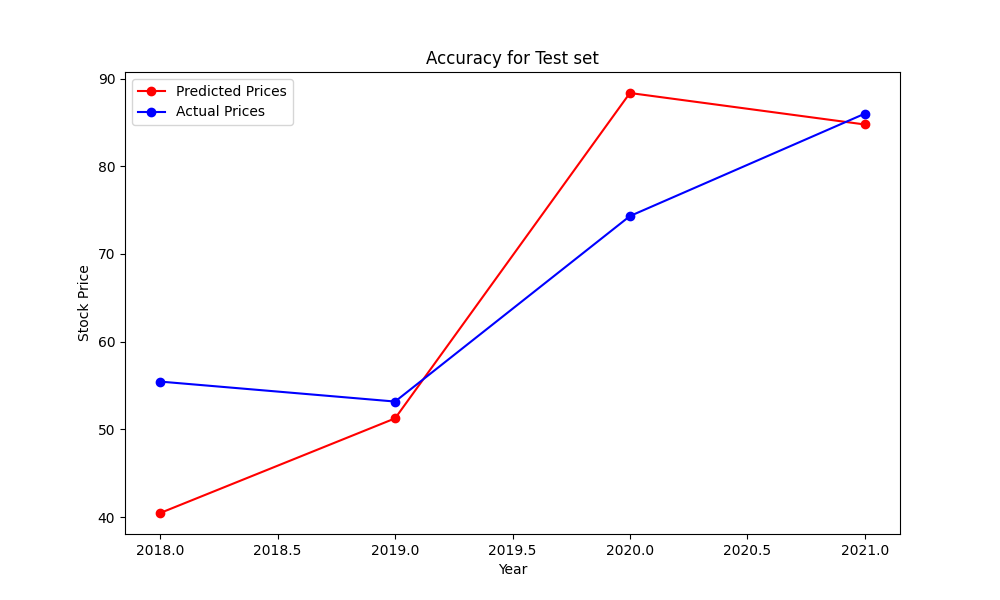 Accuracy for Test set
Predicted Prices
Actual Prices
90
80
70
60
50
40
Stock Price
2018.0 2018.5 2019.0 2019.5 2020.0 2020.5 2021.0
Year